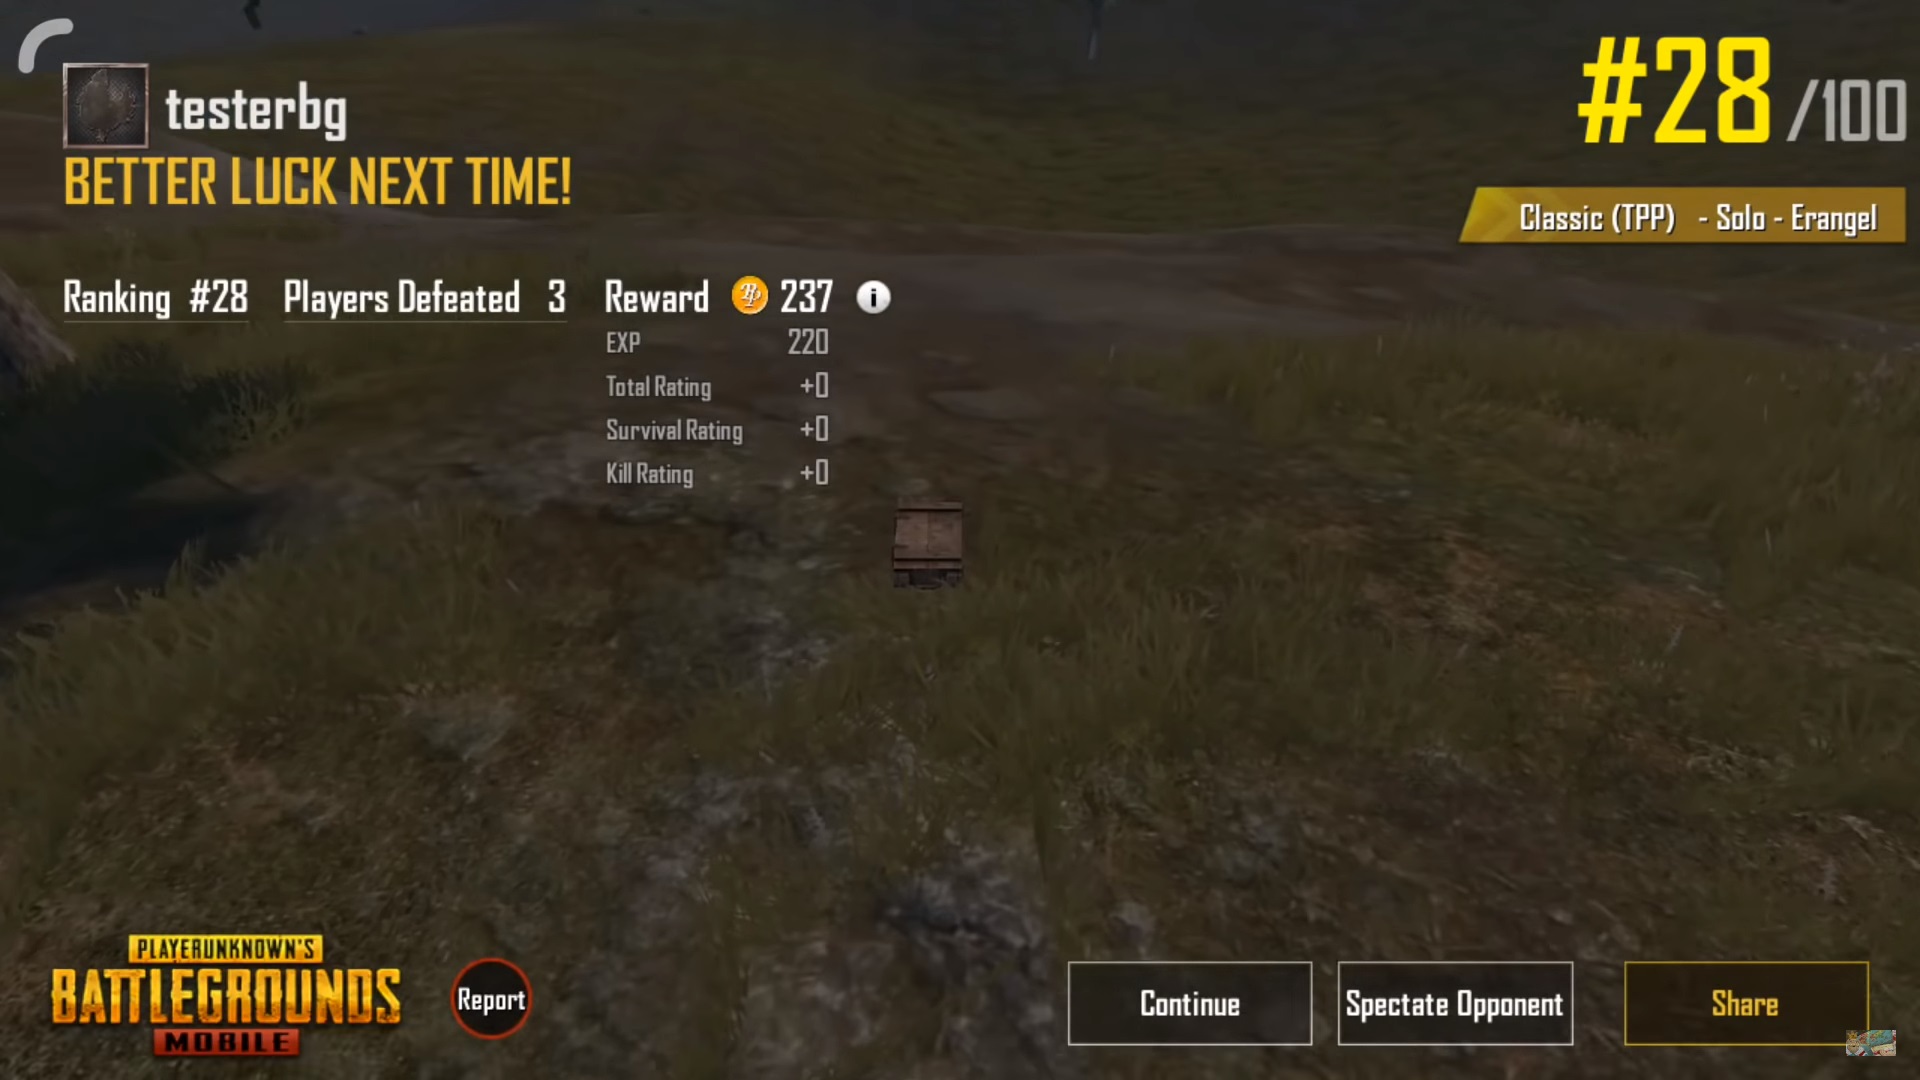 testerbg
BETTER LUCK NEXT TIME!
#28 /100
Classic (TPP) - Solo - Erangel
Ranking #28 Players Defeated 3 Reward 237 i
EXP 220
Total Rating +0
Survival Rating +0
Kill Rating +0
PLAYERUNKNOWN'S
BATTLEGROUNDS
MOBILE
Report
Continue
Spectate Opponent
Share